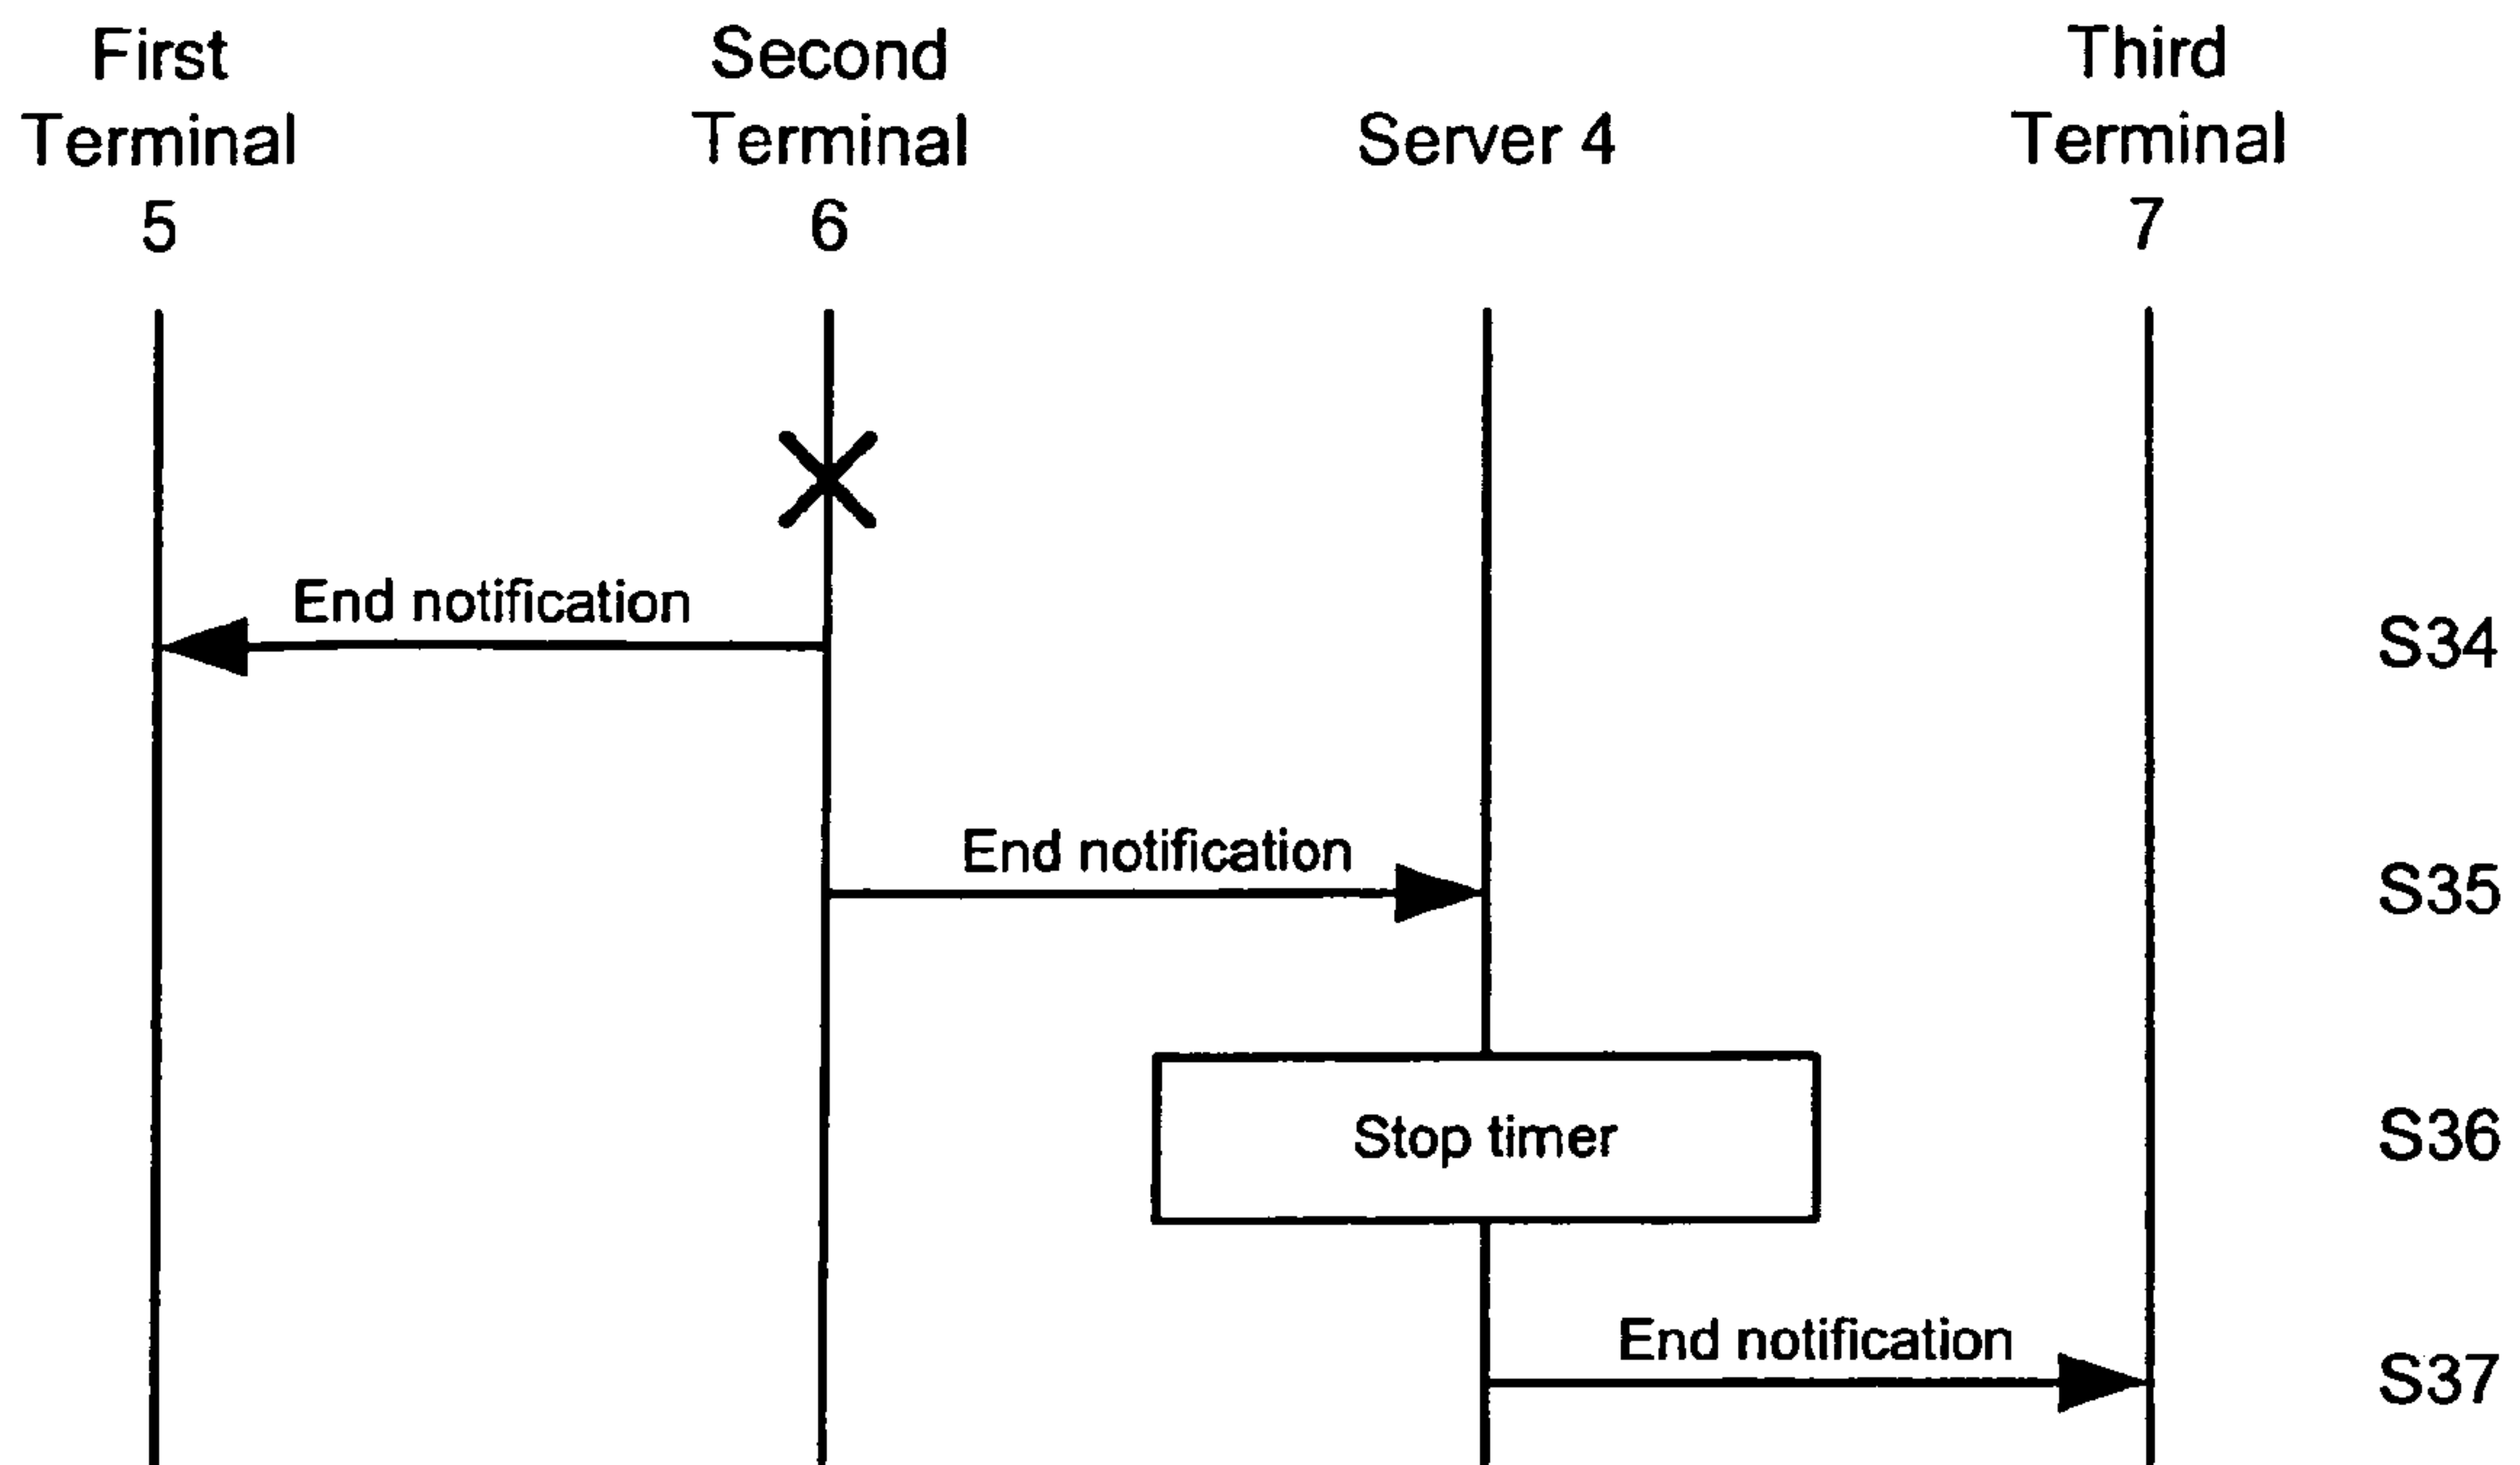 First Terminal 5
Second Terminal 6
Server 4
Third Terminal 7
End notification
S34
End notification
S35
Stop timer
S36
End notification
S37